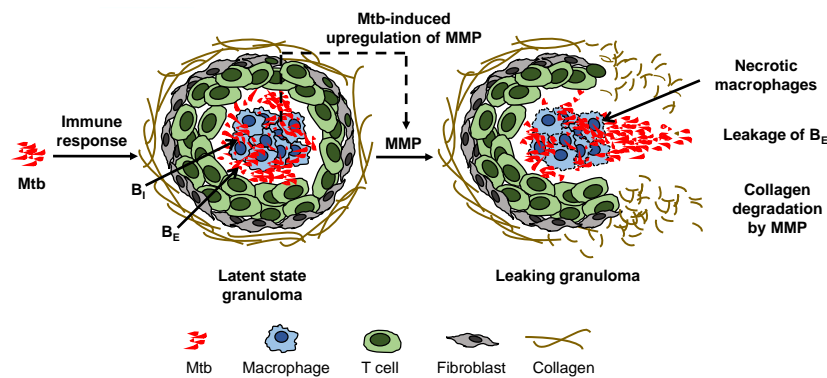 Mtb-induced
upregulation of MMP
Immune
response
Mtb
B_I
B_E
MMP
Necrotic
macrophages
Leakage of B_E
Collagen
degradation
by MMP
Latent state
granuloma
Leaking granuloma
Mtb
Macrophage
T cell
Fibroblast
Collagen